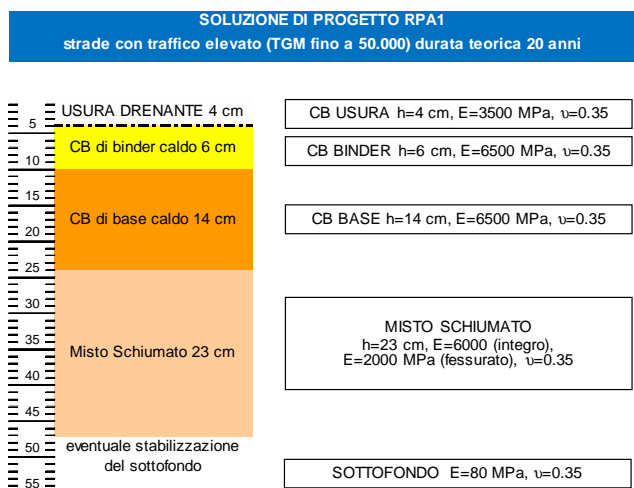 SOLUZIONE DI PROGETTO RPA1
strade con traffico elevato (TGM fino a 50.000) durata teorica 20 anni
USURA DRENANTE 4 cm
CB USURA h=4 cm, E=3500 MPa, υ=0.35
5
CB di binder caldo 6 cm
CB BINDER h=6 cm, E=6500 MPa, υ=0.35
10
15
CB di base caldo 14 cm
CB BASE h=14 cm, E=6500 MPa, υ=0.35
20
25
30
MISTO SCHIUMATO
h=23 cm, E=6000 (integro),
E=2000 MPa (fessurato), υ=0.35
35
Misto Schiumato 23 cm
40
45
50
eventuale stabilizzazione
del sottofondo
SOTTOFONDO E=80 MPa, υ=0.35
55